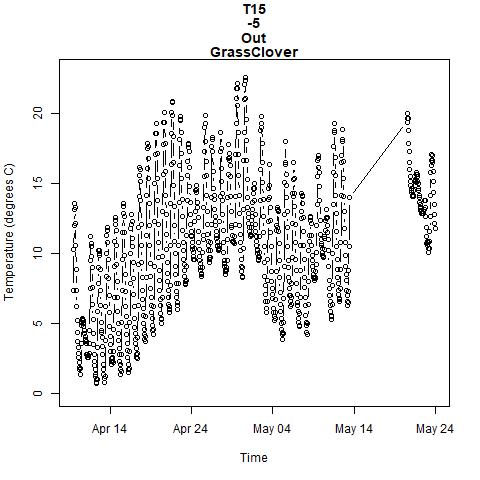 T15
-5
Out
GrassClover
Temperature (degrees C)
20
15
10
5
0
Apr 14
Apr 24
May 04
May 14
May 24
Time